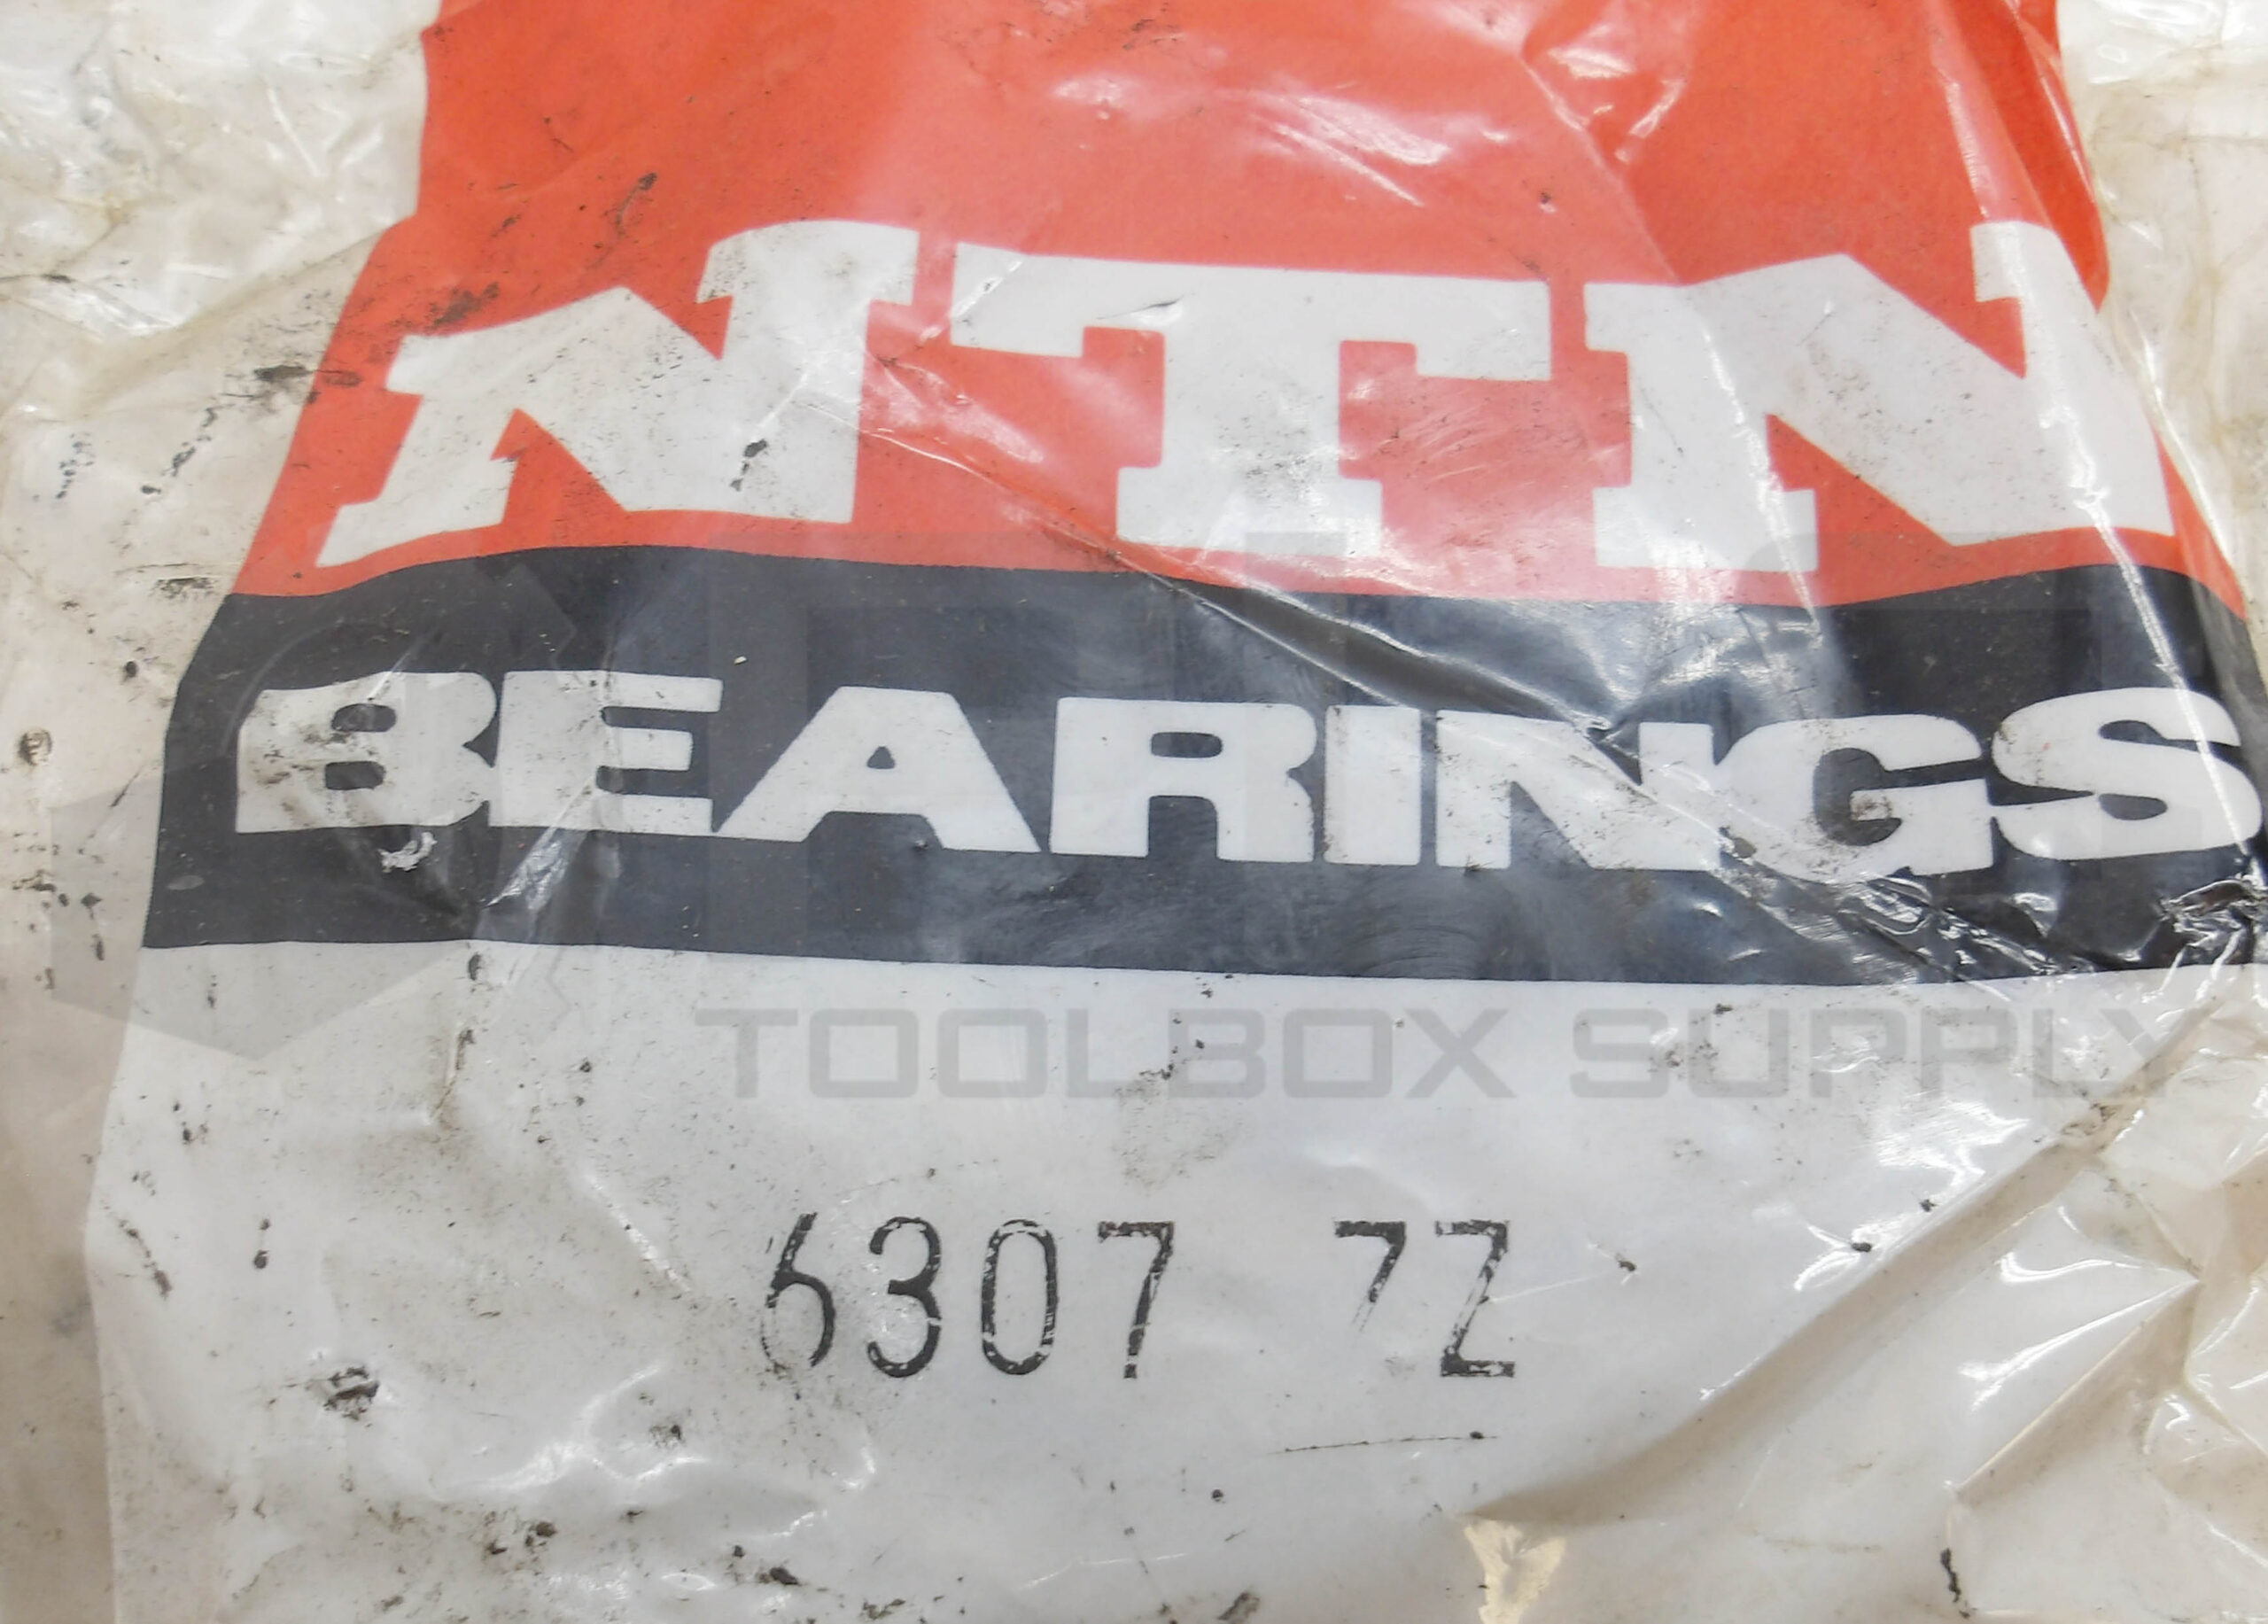 NTN
BEARINGS
TOOLBOX SUPPLY
6307 ZZ